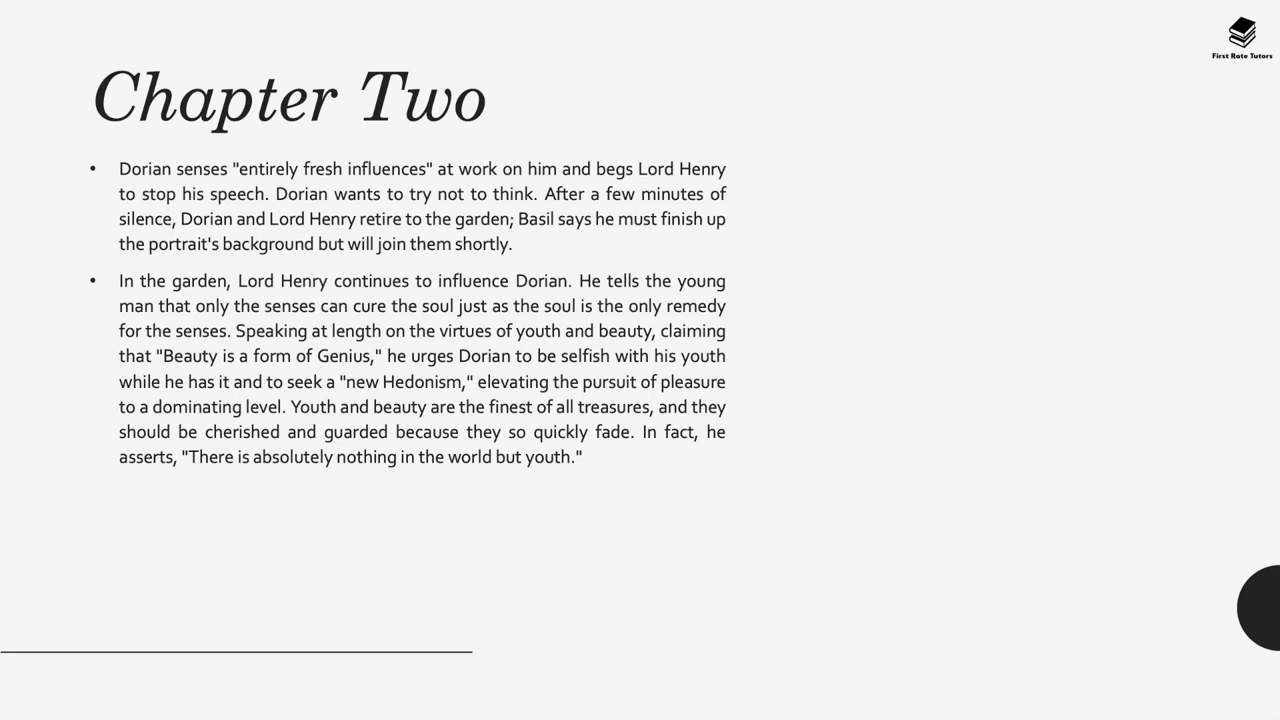 First Rate Tutors
Chapter Two
• Dorian senses "entirely fresh influences" at work on him and begs Lord Henry
to stop his speech. Dorian wants to try not to think. After a few minutes of
silence, Dorian and Lord Henry retire to the garden; Basil says he must finish up
the portrait's background but will join them shortly.
• In the garden, Lord Henry continues to influence Dorian. He tells the young
man that only the senses can cure the soul just as the soul is the only remedy
for the senses. Speaking at length on the virtues of youth and beauty, claiming
that "Beauty is a form of Genius," he urges Dorian to be selfish with his youth
while he has it and to seek a "new Hedonism," elevating the pursuit of pleasure
to a dominating level. Youth and beauty are the finest of all treasures, and they
should be cherished and guarded because they so quickly fade. In fact, he
asserts, "There is absolutely nothing in the world but youth."